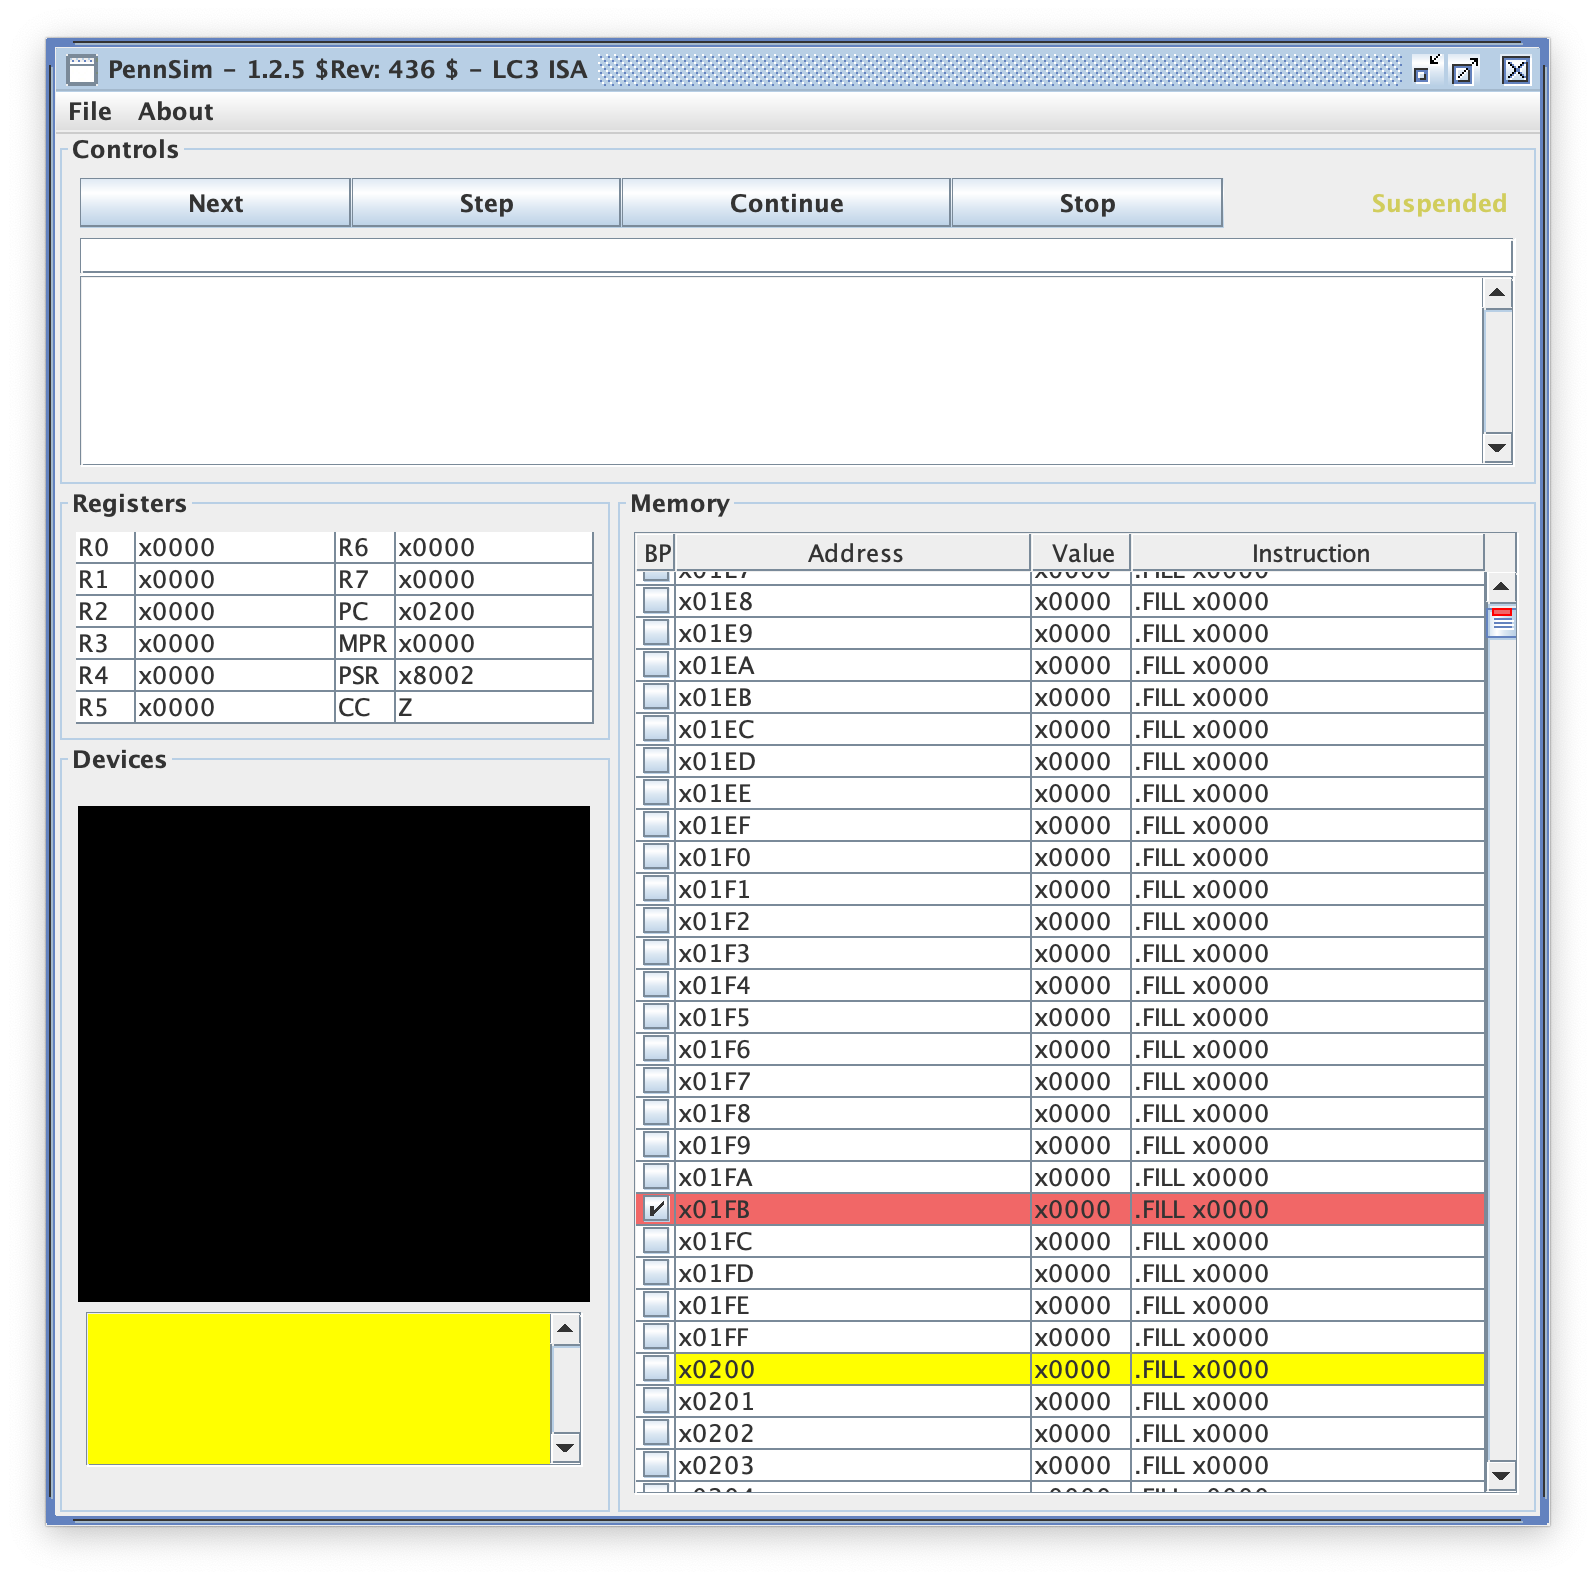 PennSim – 1.2.5 $Rev: 436 $ – LC3 ISA
File About
Controls
Next Step Continue Stop Suspended
Registers
R0 x0000 R6 x0000
R1 x0000 R7 x0000
R2 x0000 PC x0200
R3 x0000 MPR x0000
R4 x0000 PSR x8002
R5 x0000 CC Z
Devices
Memory
BP Address Value Instruction
x01E7 x0000 .FILL x0000
x01E8 x0000 .FILL x0000
x01E9 x0000 .FILL x0000
x01EA x0000 .FILL x0000
x01EB x0000 .FILL x0000
x01EC x0000 .FILL x0000
x01ED x0000 .FILL x0000
x01EE x0000 .FILL x0000
x01EF x0000 .FILL x0000
x01F0 x0000 .FILL x0000
x01F1 x0000 .FILL x0000
x01F2 x0000 .FILL x0000
x01F3 x0000 .FILL x0000
x01F4 x0000 .FILL x0000
x01F5 x0000 .FILL x0000
x01F6 x0000 .FILL x0000
x01F7 x0000 .FILL x0000
x01F8 x0000 .FILL x0000
x01F9 x0000 .FILL x0000
x01FA x0000 .FILL x0000
x01FB x0000 .FILL x0000
x01FC x0000 .FILL x0000
x01FD x0000 .FILL x0000
x01FE x0000 .FILL x0000
x01FF x0000 .FILL x0000
x0200 x0000 .FILL x0000
x0201 x0000 .FILL x0000
x0202 x0000 .FILL x0000
x0203 x0000 .FILL x0000
x0204 x0000 .FILL x0000